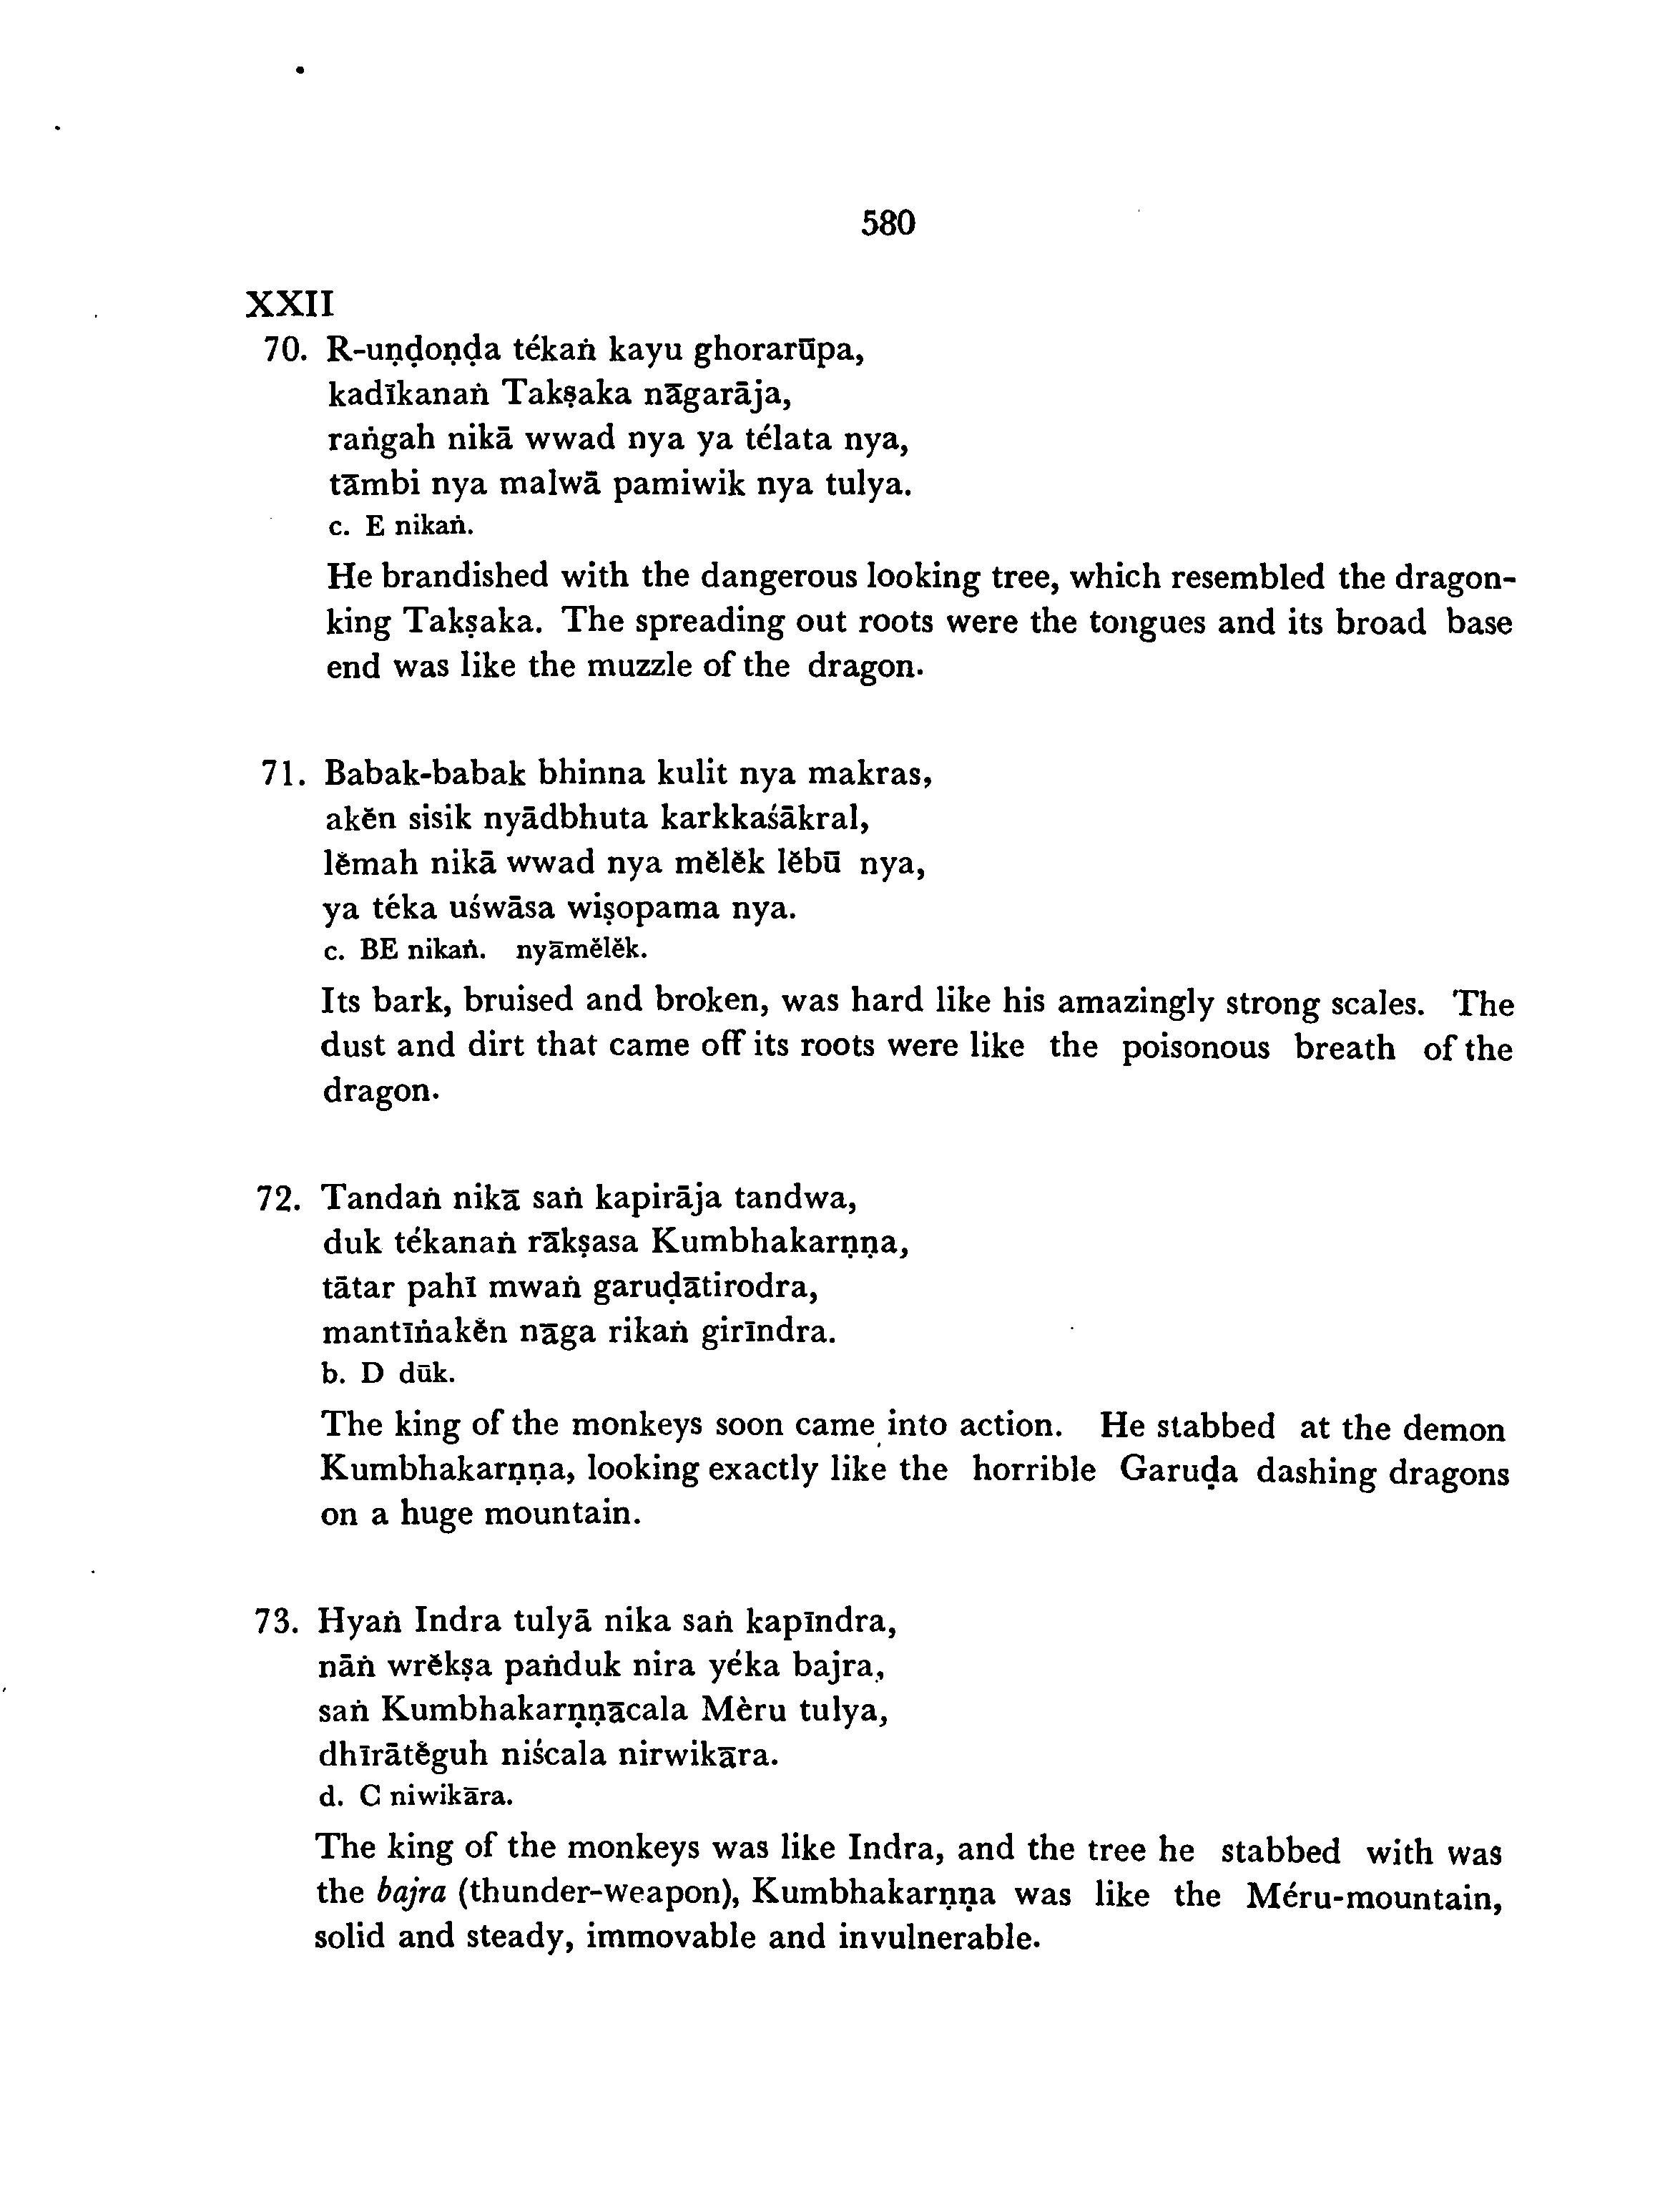 580
XXII
70. R-uṇḍoṇḍa tékaṅ kayu ghorarūpa,
kadīkanaṅ Takṣaka nāgarāja,
raṅgah nikā wwad nya ya télata nya,
tāmbi nya malwā pamiwik nya tulya.
c. E nikaṅ.
He brandished with the dangerous looking tree, which resembled the dragon-
king Takṣaka. The spreading out roots were the tongues and its broad base
end was like the muzzle of the dragon.
71. Babak-babak bhinna kulit nya makras,
akĕn sisik nyādbhuta karkkaśākral,
lĕmah nikā wwad nya mĕlĕk lĕbū nya,
ya téka uśwāsa wiṣopama nya.
c. BE nikaṅ. nyāmĕlĕk.
Its bark, bruised and broken, was hard like his amazingly strong scales. The
dust and dirt that came off its roots were like the poisonous breath of the
dragon.
72. Tandaṅ nikā saṅ kapirāja tandwa,
duk tékanaṅ rākṣasa Kumbhakarṇṇa,
tātar pahī mwaṅ garuḍātirodra,
mantīṅakĕn nāga rikaṅ girīndra.
b. D dūk.
The king of the monkeys soon came into action. He stabbed at the demon
Kumbhakarṇṇa, looking exactly like the horrible Garuḍa dashing dragons
on a huge mountain.
73. Hyaṅ Indra tulyā nika saṅ kapīndra,
nāṅ wrĕkṣa paṅduk nira yéka bajra,
saṅ Kumbhakarṇṇācala Mèru tulya,
dhīrātĕguh niścala nirwikāra.
d. C niwikāra.
The king of the monkeys was like Indra, and the tree he stabbed with was
the bajra (thunder-weapon), Kumbhakarṇṇa was like the Méru-mountain,
solid and steady, immovable and invulnerable.